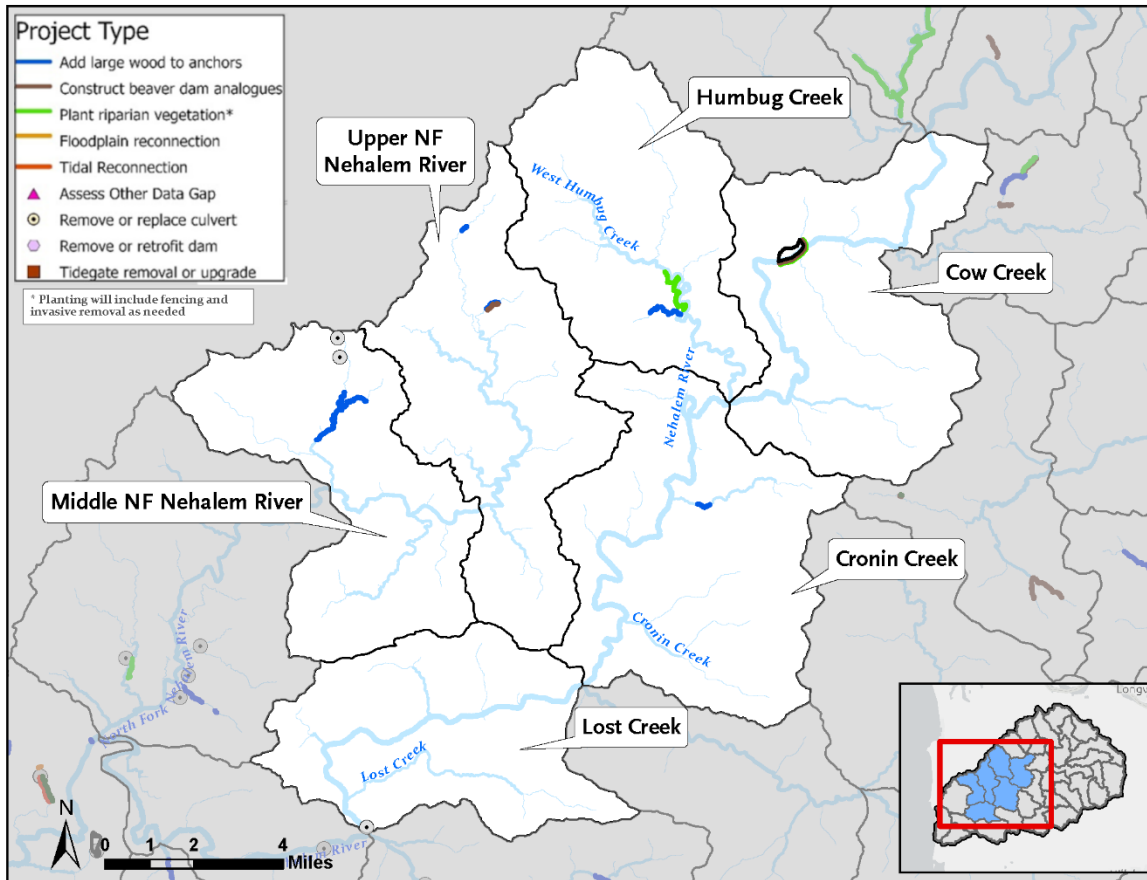 Project Type
Add large wood to anchors
Construct beaver dam analogues
Plant riparian vegetation*
Floodplain reconnection
Tidal Reconnection
Assess Other Data Gap
Remove or replace culvert
Remove or retrofit dam
Tidegate removal or upgrade
* Planting will include fencing and
invasive removal as needed
Humbug Creek
Upper NF
Nehalem River
West Humbug Creek
Cow Creek
Nehalem River
Middle NF Nehalem River
Cronin Creek
Cronin Creek
North Fork Nehalem River
Lost Creek
Lost Creek
N
0 1 2 4
Miles
River
Longv